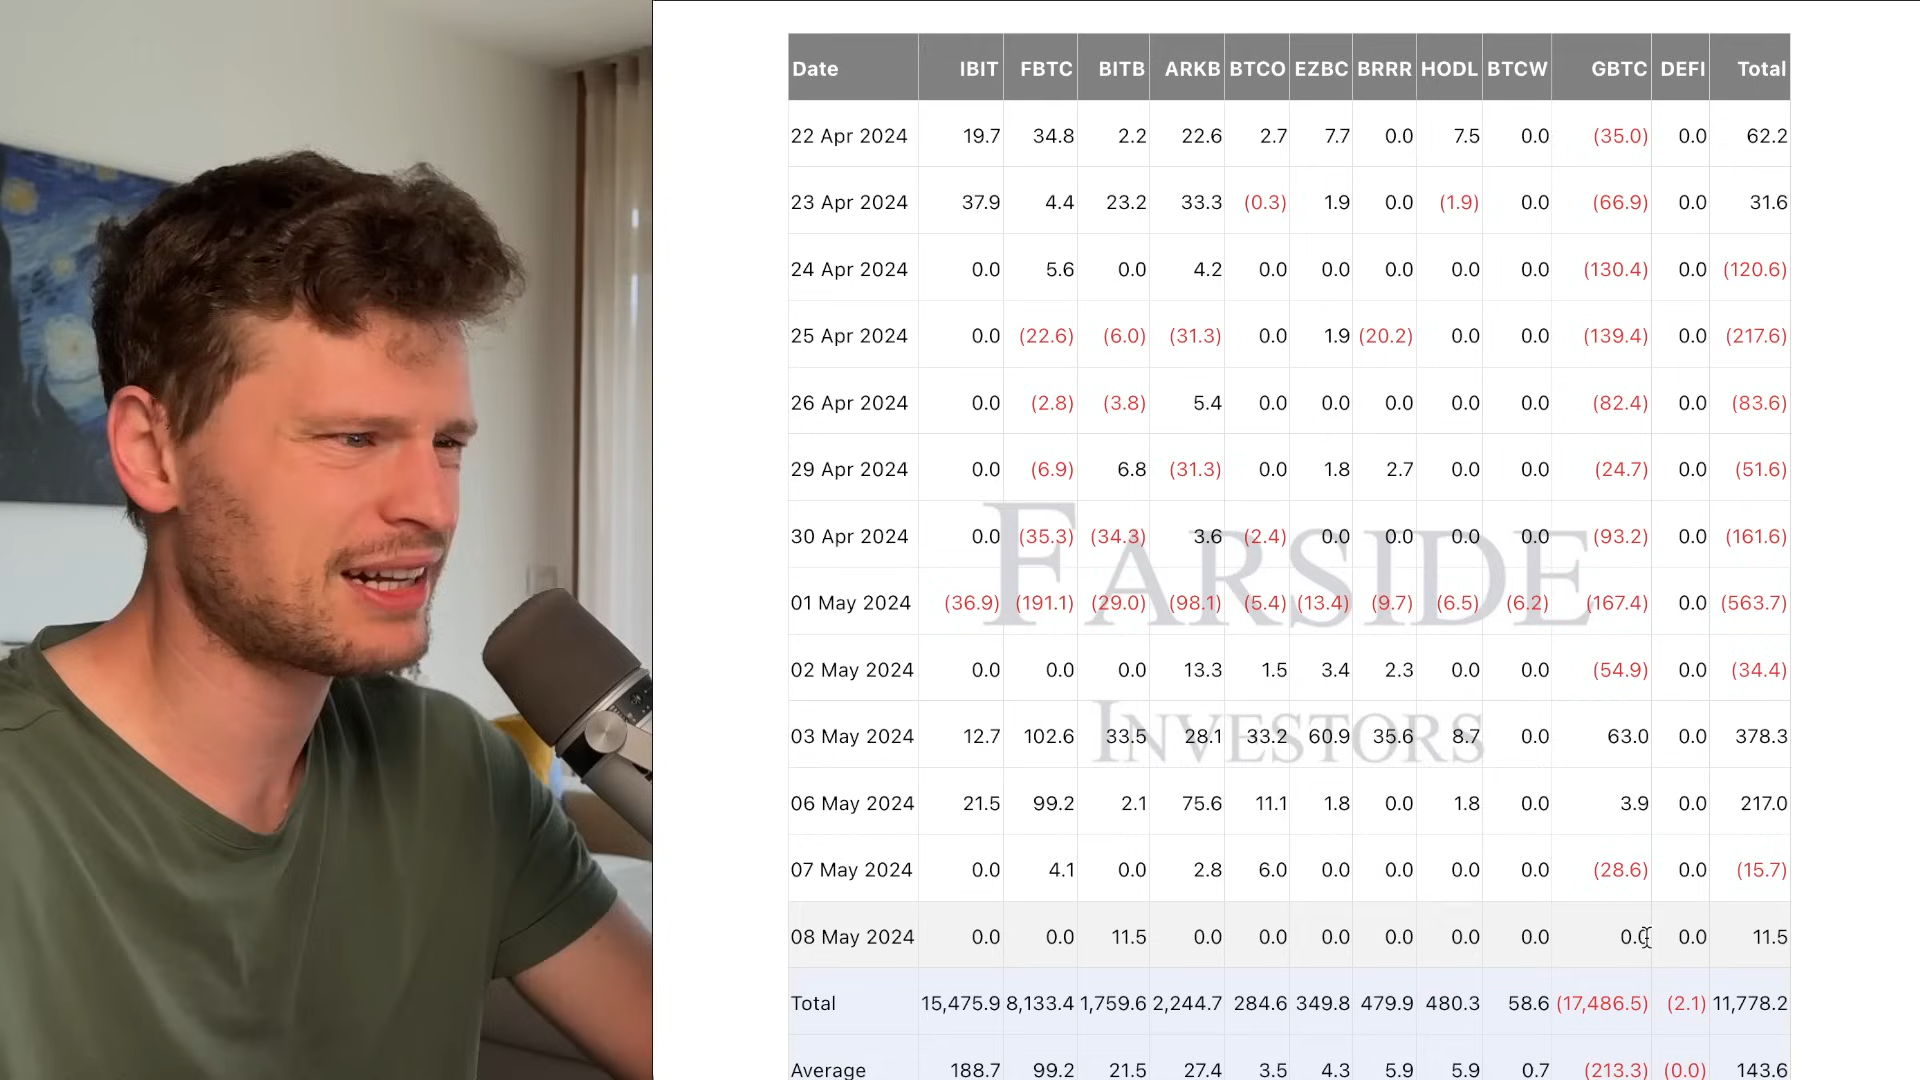 Date IBIT FBTC BITB ARKB BTCO EZBC BRRR HODL BTCW GBTC DEFI Total
22 Apr 2024 19.7 34.8 2.2 22.6 2.7 7.7 0.0 7.5 0.0 (35.0) 0.0 62.2
23 Apr 2024 37.9 4.4 23.2 33.3 (0.3) 1.9 0.0 (1.9) 0.0 (66.9) 0.0 31.6
24 Apr 2024 0.0 5.6 0.0 4.2 0.0 0.0 0.0 0.0 0.0 (130.4) 0.0 (120.6)
25 Apr 2024 0.0 (22.6) (6.0) (31.3) 0.0 1.9 (20.2) 0.0 0.0 (139.4) 0.0 (217.6)
26 Apr 2024 0.0 (2.8) (3.8) 5.4 0.0 0.0 0.0 0.0 0.0 (82.4) 0.0 (83.6)
29 Apr 2024 0.0 (6.9) 6.8 (31.3) 0.0 1.8 2.7 0.0 0.0 (24.7) 0.0 (51.6)
30 Apr 2024 0.0 (35.3) (34.3) 3.6 (2.4) 0.0 0.0 0.0 0.0 (93.2) 0.0 (161.6)
FARSIDE
01 May 2024 (36.9) (191.1) (29.0) (98.1) (5.4) (13.4) (9.7) (6.5) (6.2) (167.4) 0.0 (563.7)
02 May 2024 0.0 0.0 0.0 13.3 1.5 3.4 2.3 0.0 0.0 (54.9) 0.0 (34.4)
03 May 2024 12.7 102.6 33.5 28.1 33.2 60.9 35.6 8.7 0.0 63.0 0.0 378.3
INVESTORS
06 May 2024 21.5 99.2 2.1 75.6 11.1 1.8 0.0 1.8 0.0 3.9 0.0 217.0
07 May 2024 0.0 4.1 0.0 2.8 6.0 0.0 0.0 0.0 0.0 (28.6) 0.0 (15.7)
08 May 2024 0.0 0.0 11.5 0.0 0.0 0.0 0.0 0.0 0.0 0.0 0.0 11.5
Total 15,475.9 8,133.4 1,759.6 2,244.7 284.6 349.8 479.9 480.3 58.6 (17,486.5) (2.1) 11,778.2
Average 188.7 99.2 21.5 27.4 3.5 4.3 5.9 5.9 0.7 (213.3) (0.0) 143.6